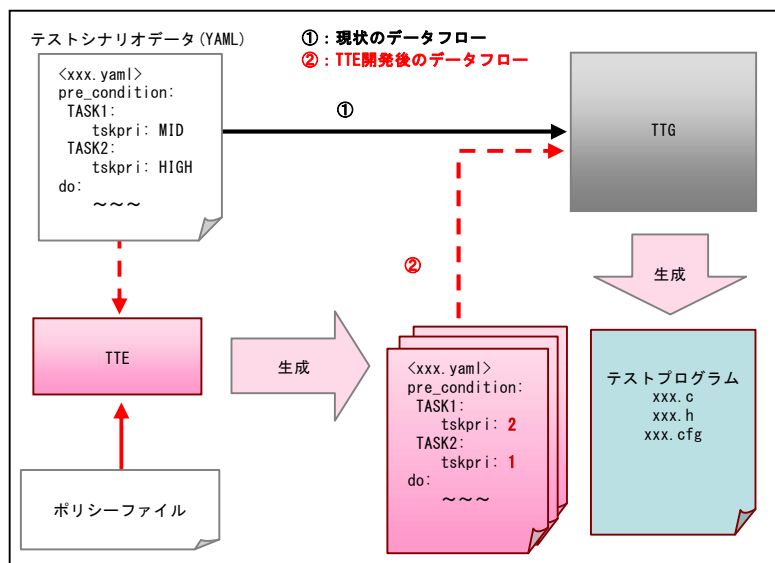 テストシナリオデータ(YAML)
①：現状のデータフロー
②：TTE開発後のデータフロー
<xxx.yaml>
pre_condition:
TASK1:
tskpri: MID
TASK2:
tskpri: HIGH
do:
～～～
①
TTG
②
生成
TTE
生成
<xxx.yaml>
pre_condition:
TASK1:
tskpri: 2
TASK2:
tskpri: 1
do:
～～～
テストプログラム
xxx.c
xxx.h
xxx.cfg
ポリシーファイル